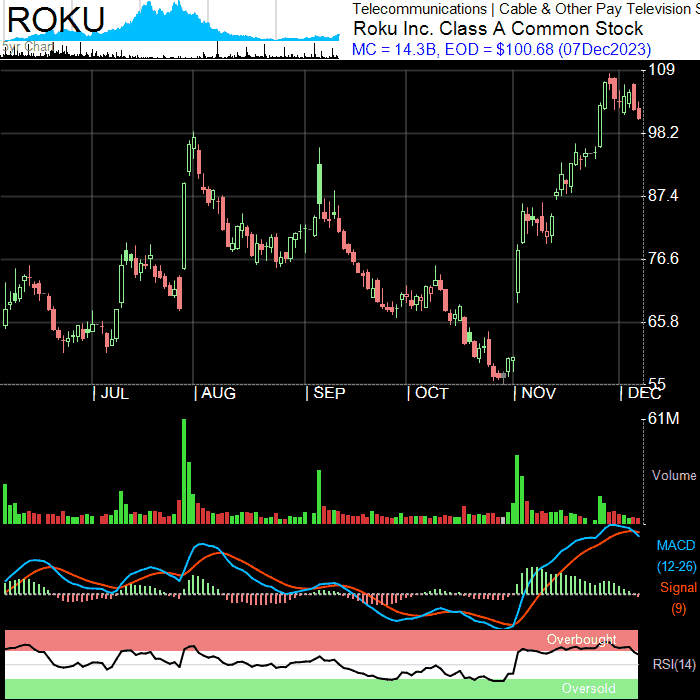 ROKU
5yr Chart
Telecommunications | Cable & Other Pay Television S
Roku Inc. Class A Common Stock
MC = 14.3B, EOD = $100.68 (07Dec2023)
109
98.2
87.4
76.6
65.8
55
JUL
AUG
SEP
OCT
NOV
DEC
61M
Volume
MACD
(12-26)
Signal
(9)
Overbought
RSI(14)
Oversold